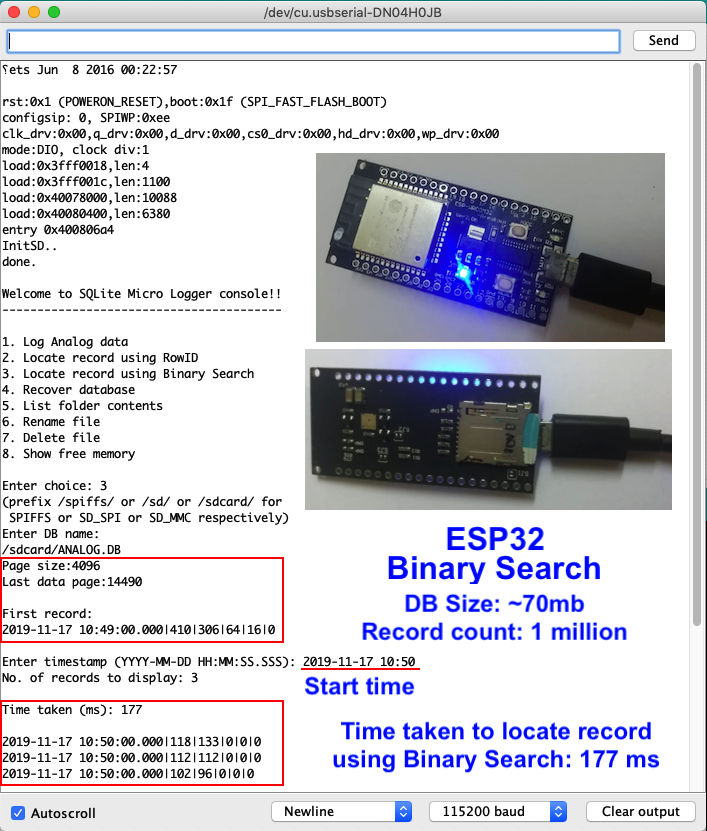 /dev/cu.usbserial-DN04H0JB
Send
⸮ets Jun  8 2016 00:22:57
rst:0x1 (POWERON_RESET),boot:0x1f (SPI_FAST_FLASH_BOOT)
configsip: 0, SPIWP:0xee
clk_drv:0x00,q_drv:0x00,d_drv:0x00,cs0_drv:0x00,hd_drv:0x00,wp_drv:0x00
mode:DIO, clock div:1
load:0x3fff0018,len:4
load:0x3fff001c,len:1100
load:0x40078000,len:10088
load:0x40080400,len:6380
entry 0x400806a4
InitSD..
done.
Welcome to SQLite Micro Logger console!!
----------------------------------------
1. Log Analog data
2. Locate record using RowID
3. Locate record using Binary Search
4. Recover database
5. List folder contents
6. Rename file
7. Delete file
8. Show free memory
Enter choice: 3
(prefix /spiffs/ or /sd/ or /sdcard/ for
 SPIFFS or SD_SPI or SD_MMC respectively)
Enter DB name:
/sdcard/ANALOG.DB
Page size:4096
Last data page:14490
First record:
2019-11-17 10:49:00.000|410|306|64|16|0
ESP32
Binary Search
DB Size: ~70mb
Record count: 1 million
Enter timestamp (YYYY-MM-DD HH:MM:SS.SSS): 2019-11-17 10:50
No. of records to display: 3
Start time
Time taken (ms): 177
2019-11-17 10:50:00.000|118|133|0|0|0
2019-11-17 10:50:00.000|112|112|0|0|0
2019-11-17 10:50:00.000|102|96|0|0|0
Time taken to locate record
using Binary Search: 177 ms
Autoscroll
Newline
115200 baud
Clear output